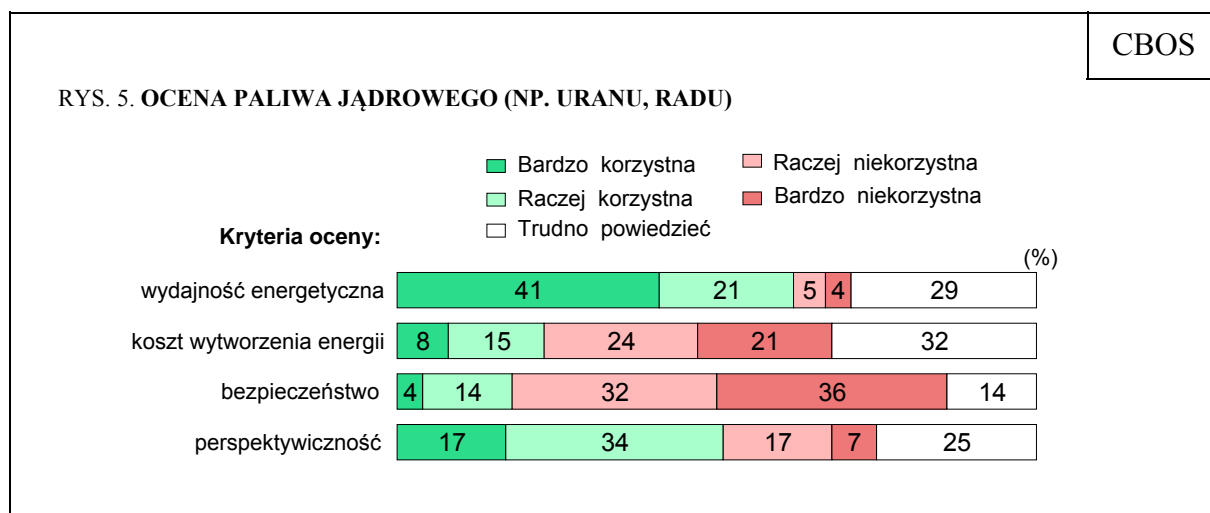 CBOS
RYS. 5. OCENA PALIWA JĄDROWEGO (NP. URANU, RADU)
Bardzo korzystna Raczej niekorzystna
Raczej korzystna Bardzo niekorzystna
Trudno powiedzieć
Kryteria oceny:
(%)
wydajność energetyczna 41 21 5 4 29
koszt wytworzenia energii 8 15 24 21 32
bezpieczeństwo 4 14 32 36 14
perspektywiczność 17 34 17 7 25